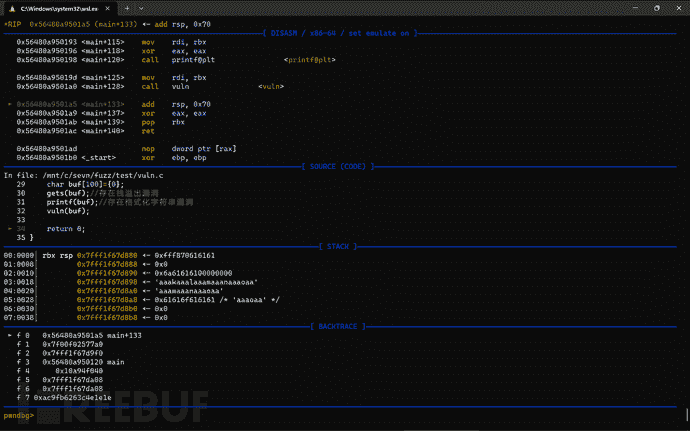 C:\Windows\system32\wsl.ex
*RIP 0x56480a9501a5 (main+133) ← add rsp, 0x70
[ DISASM / x86-64 / set emulate on ]
0x56480a950193 <main+115> mov rdi, rbx
0x56480a950196 <main+118> xor eax, eax
0x56480a950198 <main+120> call printf@plt <printf@plt>
0x56480a95019d <main+125> mov rdi, rbx
0x56480a9501a0 <main+128> call vuln <vuln>
► 0x56480a9501a5 <main+133> add rsp, 0x70
0x56480a9501a9 <main+137> xor eax, eax
0x56480a9501ab <main+139> pop rbx
0x56480a9501ac <main+140> ret
0x56480a9501ad nop dword ptr [rax]
0x56480a9501b0 <_start> xor ebp, ebp
[ SOURCE (CODE) ]
In file: /mnt/c/sevn/fuzz/test/vuln.c
29 char buf[100]={0};
30 gets(buf);//存在栈溢出漏洞
31 printf(buf);//存在格式化字符串漏洞
32 vuln(buf);
33
► 34 return 0;
35 }
[ STACK ]
00:0000│ rbx rsp 0x7fff1f67d880 ← 0xfff870616161
01:0008│ 0x7fff1f67d888 ← 0x0
02:0010│ 0x7fff1f67d890 ← 0x6a61616100000000
03:0018│ 0x7fff1f67d898 ← 'aaakaaalaaamaaanaaaoaa'
04:0020│ 0x7fff1f67d8a0 ← 'aaamaaanaaaoaa'
05:0028│ 0x7fff1f67d8a8 ← 0x61616f616161 /* 'aaaoaa' */
06:0030│ 0x7fff1f67d8b0 ← 0x0
07:0038│ 0x7fff1f67d8b8 ← 0x0
[ BACKTRACE ]
► f 0 0x56480a9501a5 main+133
f 1 0x7f00f02577a0
f 2 0x7fff1f67d9f0
f 3 0x56480a950120 main
f 4 0x10a94f040
f 5 0x7fff1f67da08
f 6 0x7fff1f67da08
f 7 0xac9fb6263c4e1e1e
pwndbg>
REEBUF